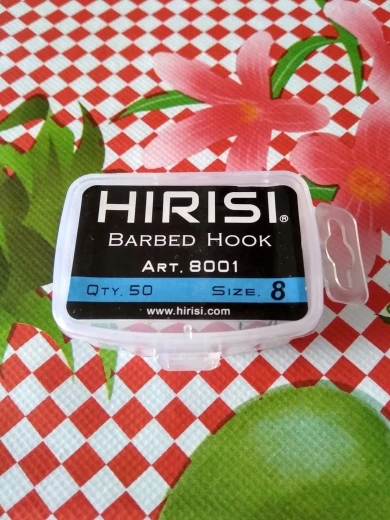 HIRISI®
BARBED HOOK
ART. 8001
QTY. 50 SIZE. 8
www.hirisi.com